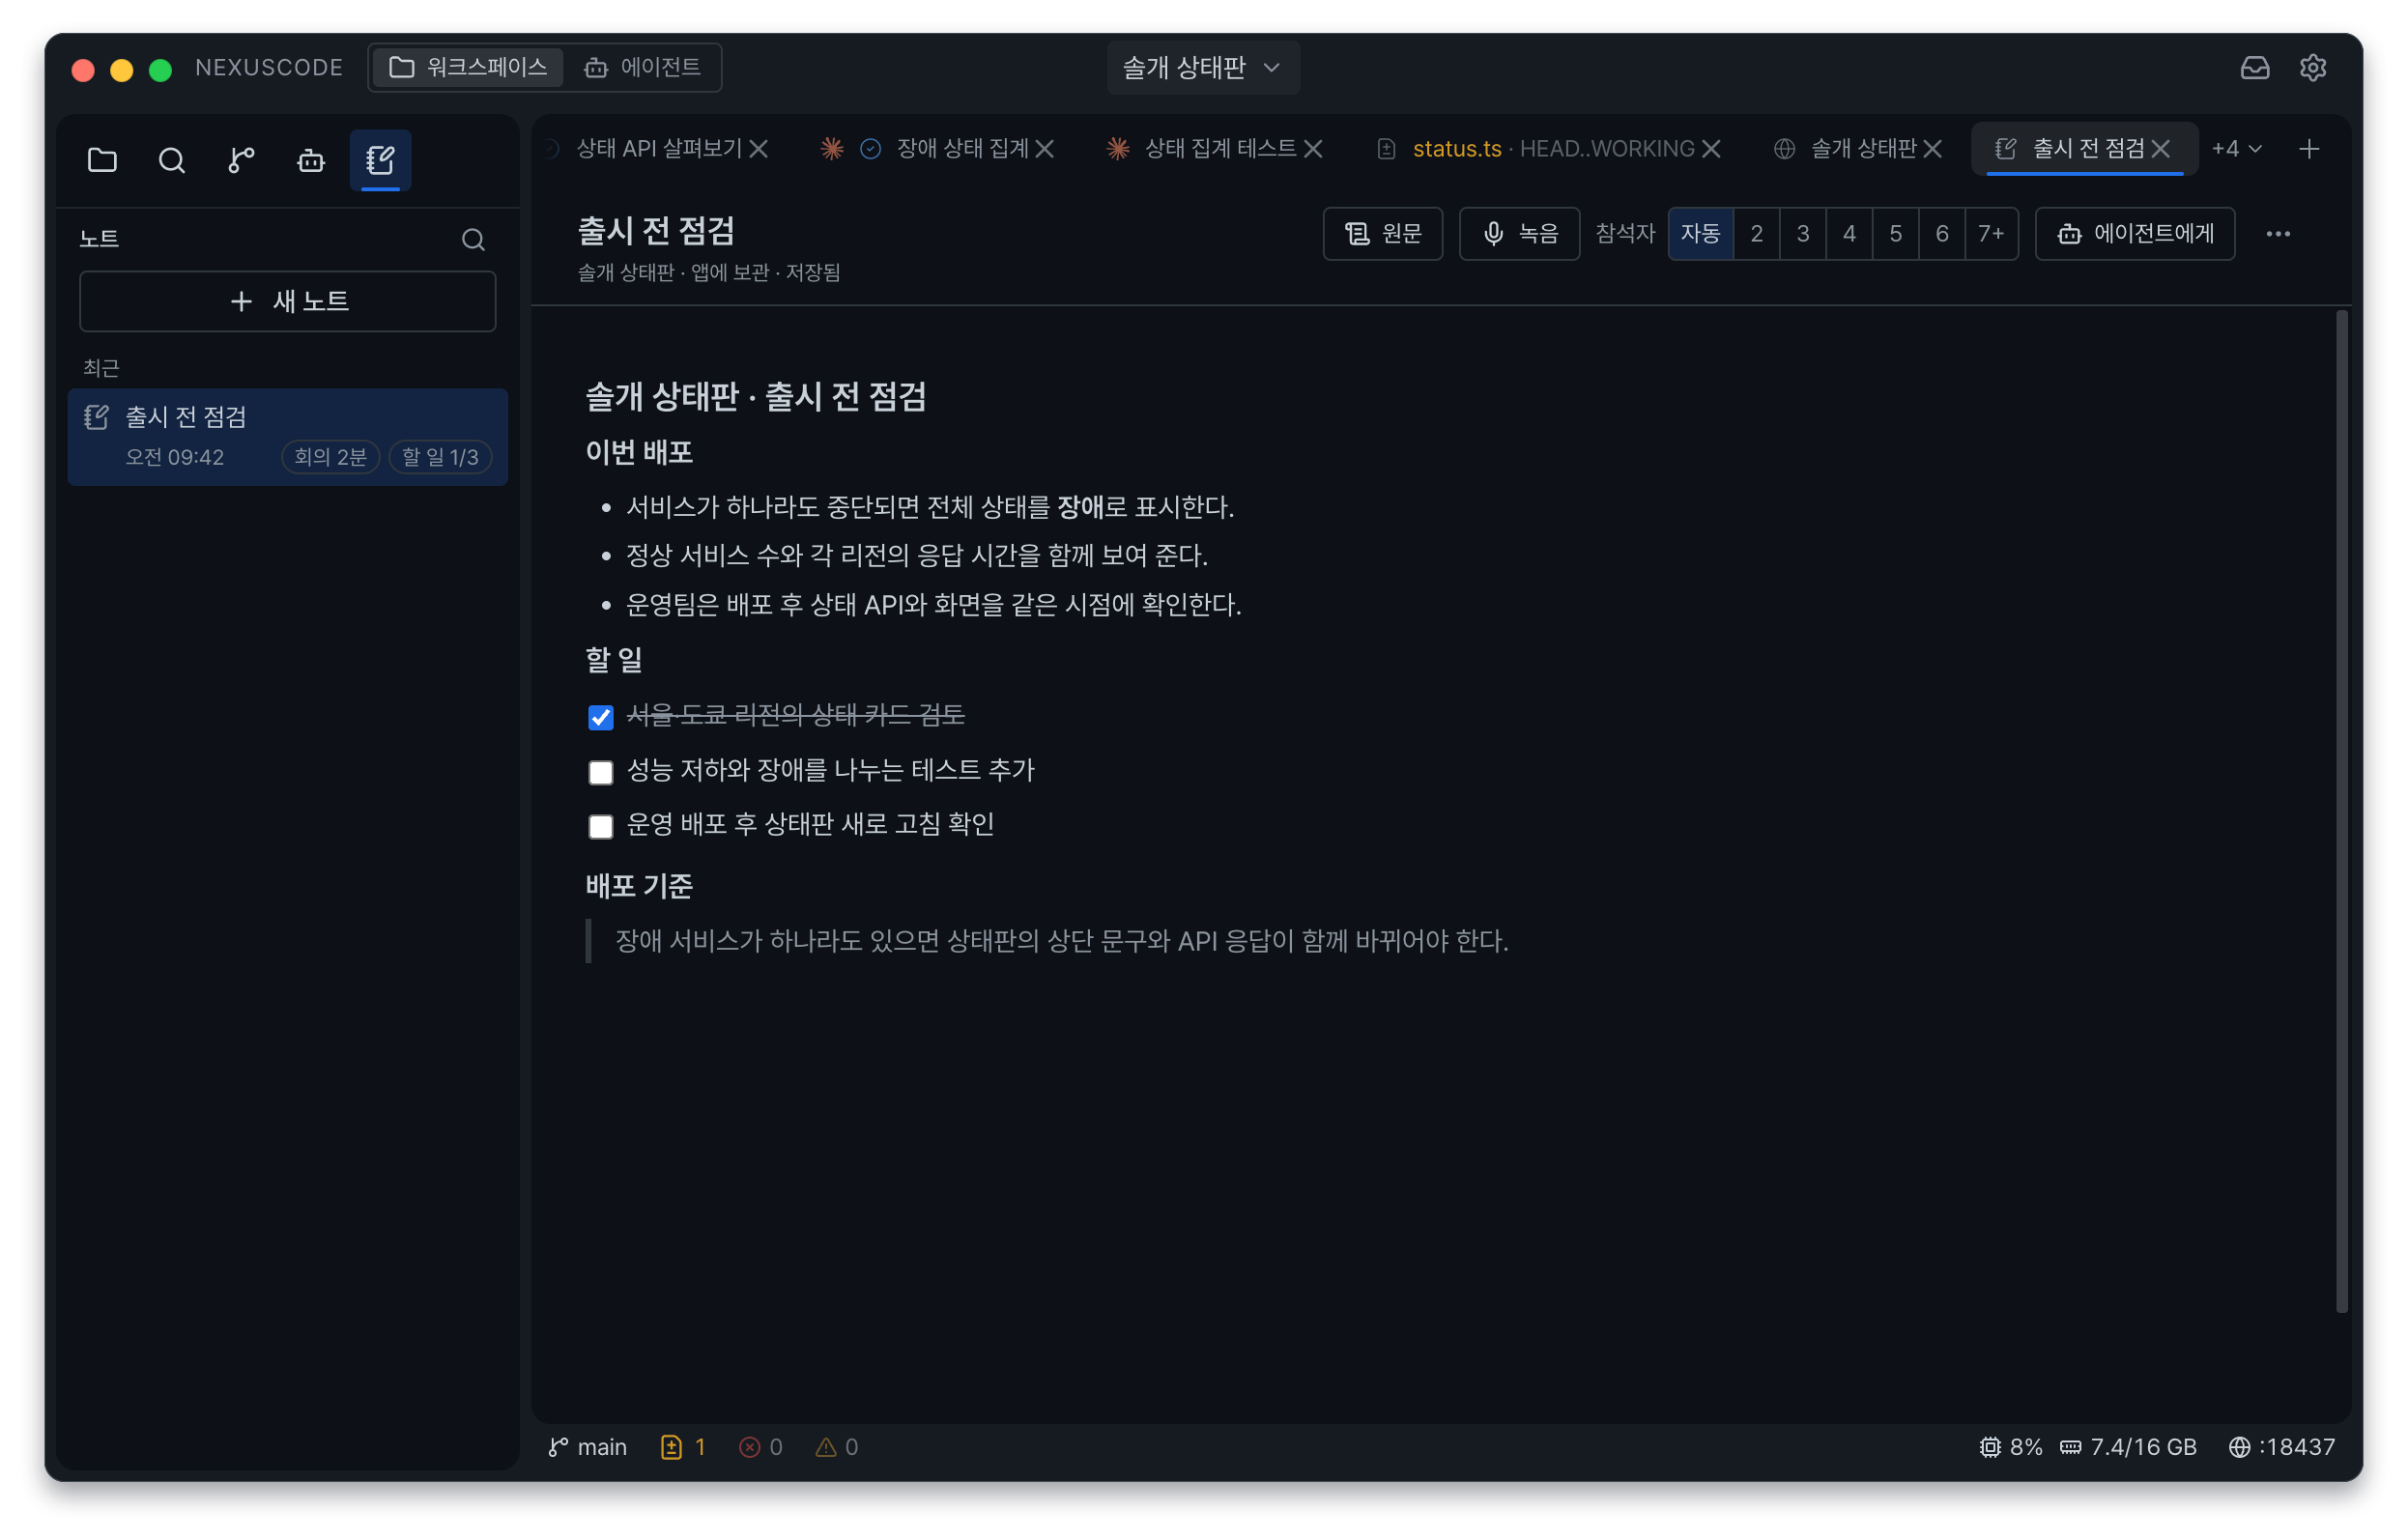 NEXUSCODE
워크스페이스
에이전트
솔개 상태판
상태 API 살펴보기
장애 상태 집계
상태 집계 테스트
status.ts · HEAD..WORKING
솔개 상태판
출시 전 점검
+4
노트
새 노트
최근
출시 전 점검
오전 09:42 회의 2분 할 일 1/3
출시 전 점검
솔개 상태판 · 앱에 보관 · 저장됨
원문
녹음
참석자 자동 2 3 4 5 6 7+
에이전트에게
솔개 상태판 · 출시 전 점검
이번 배포
서비스가 하나라도 중단되면 전체 상태를 장애로 표시한다.
정상 서비스 수와 각 리전의 응답 시간을 함께 보여 준다.
운영팀은 배포 후 상태 API와 화면을 같은 시점에 확인한다.
할 일
서울·도쿄 리전의 상태 카드 검토
성능 저하와 장애를 나누는 테스트 추가
운영 배포 후 상태판 새로 고침 확인
배포 기준
장애 서비스가 하나라도 있으면 상태판의 상단 문구와 API 응답이 함께 바뀌어야 한다.
main 1 0 0
8% 7.4/16 GB :18437